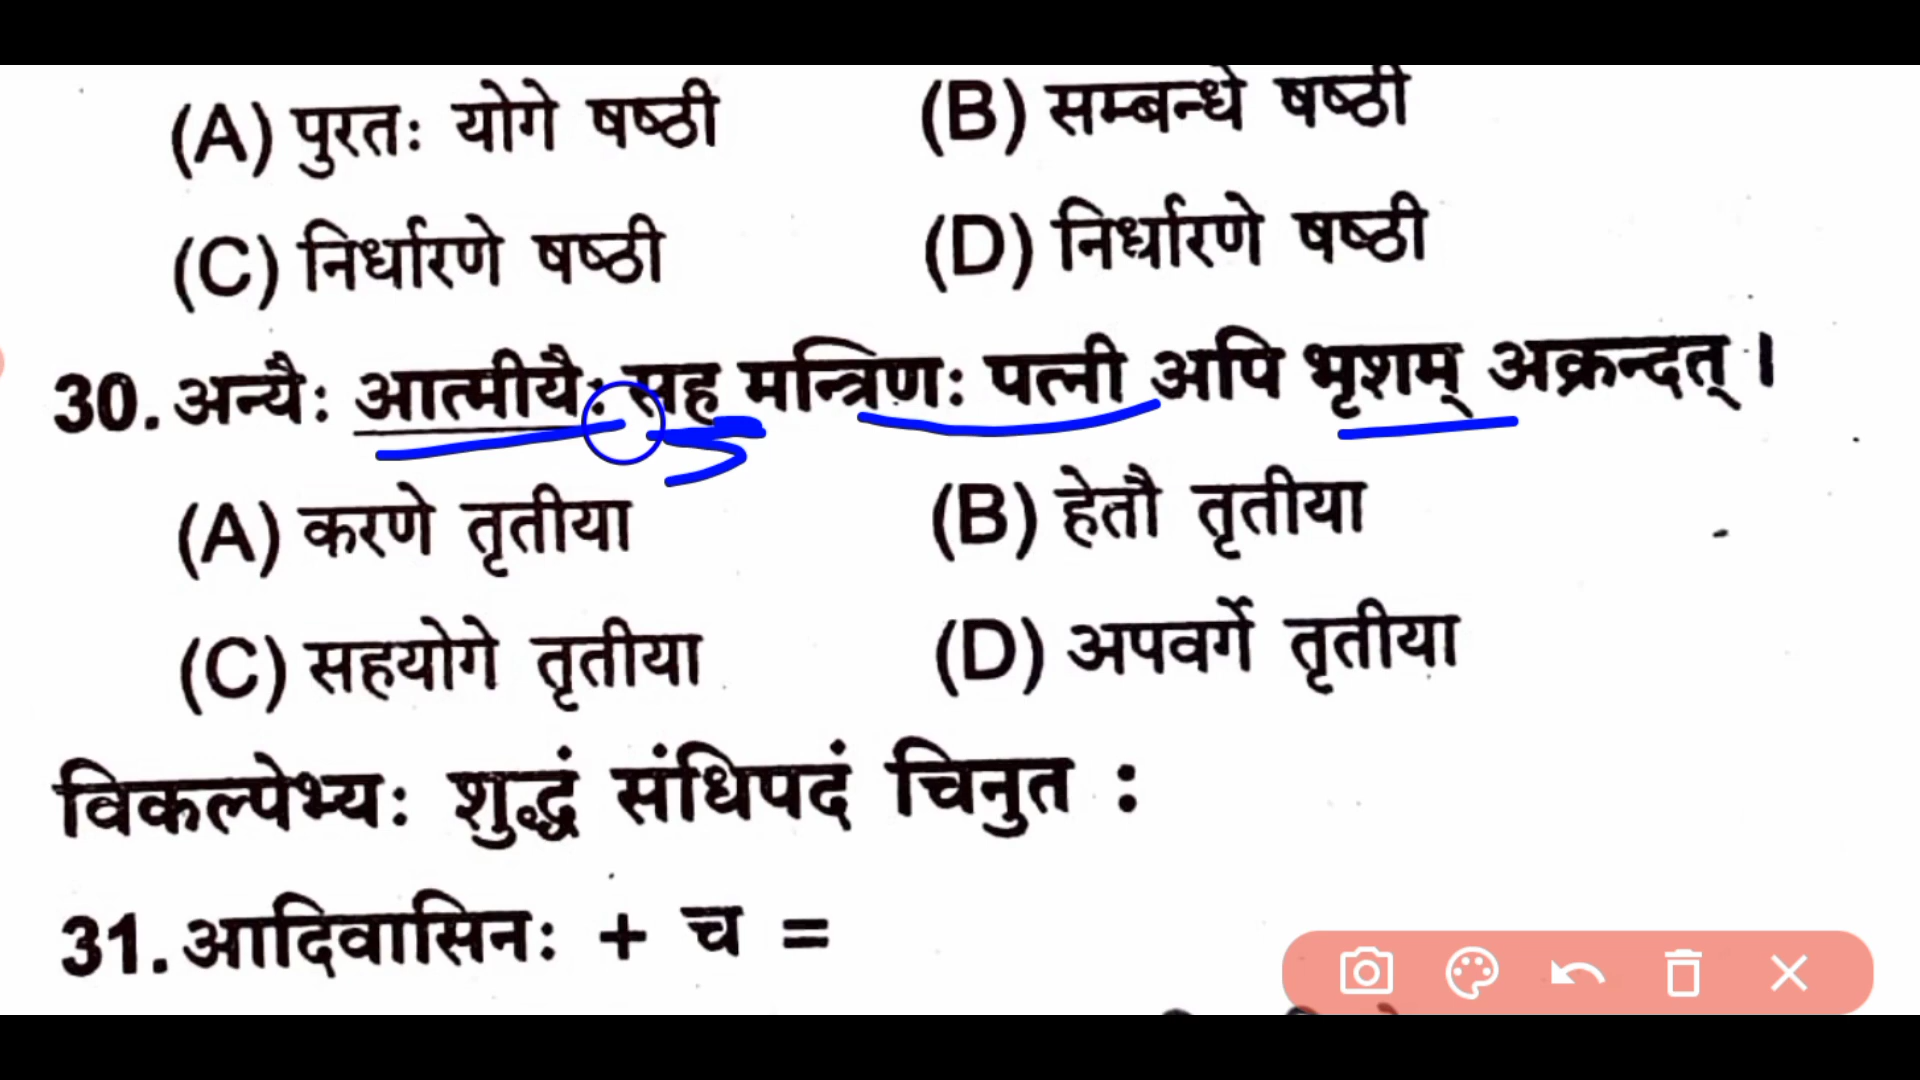 (A) पुरतः योगे षष्ठी (B) सम्बन्धे षष्ठी
(C) निर्धारणे षष्ठी (D) निर्धारणे षष्ठी
30. अन्यैः आत्मीयैः सह मन्त्रिणः पत्नी अपि भृशम् अक्रन्दत् ।
(A) करणे तृतीया (B) हेतौ तृतीया
(C) सहयोगे तृतीया (D) अपवर्गे तृतीया
विकल्पेभ्यः शुद्धं संधिपदं चिनुत :
31. आदिवासिनः + च =